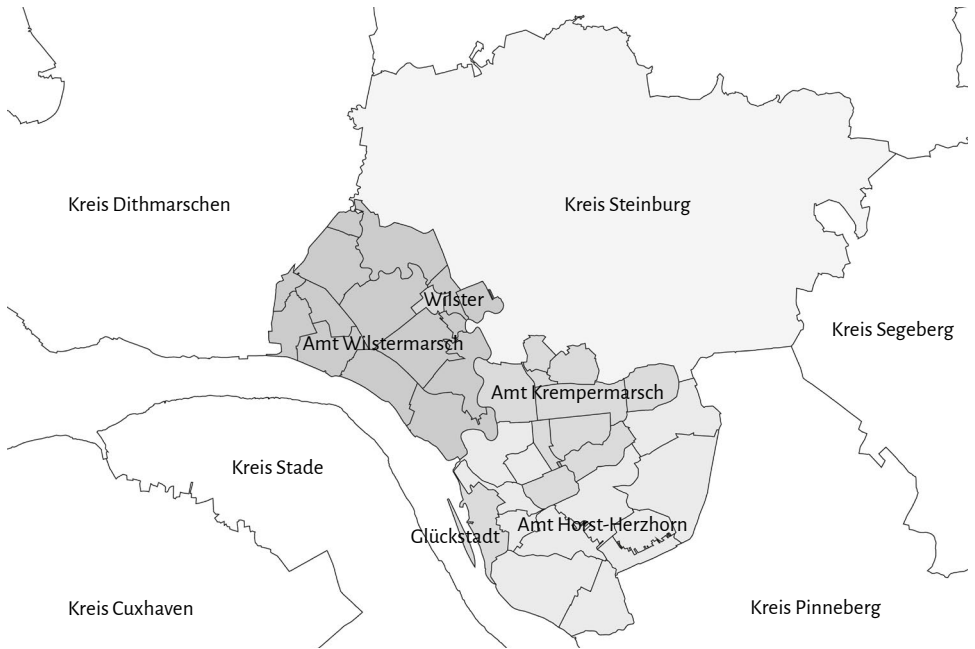 Kreis Dithmarschen
Kreis Steinburg
Wilster
Kreis Segeberg
Amt Wilstermarsch
Amt Krempermarsch
Kreis Stade
Amt Horst-Herzhorn
Glückstadt
Kreis Cuxhaven
Kreis Pinneberg